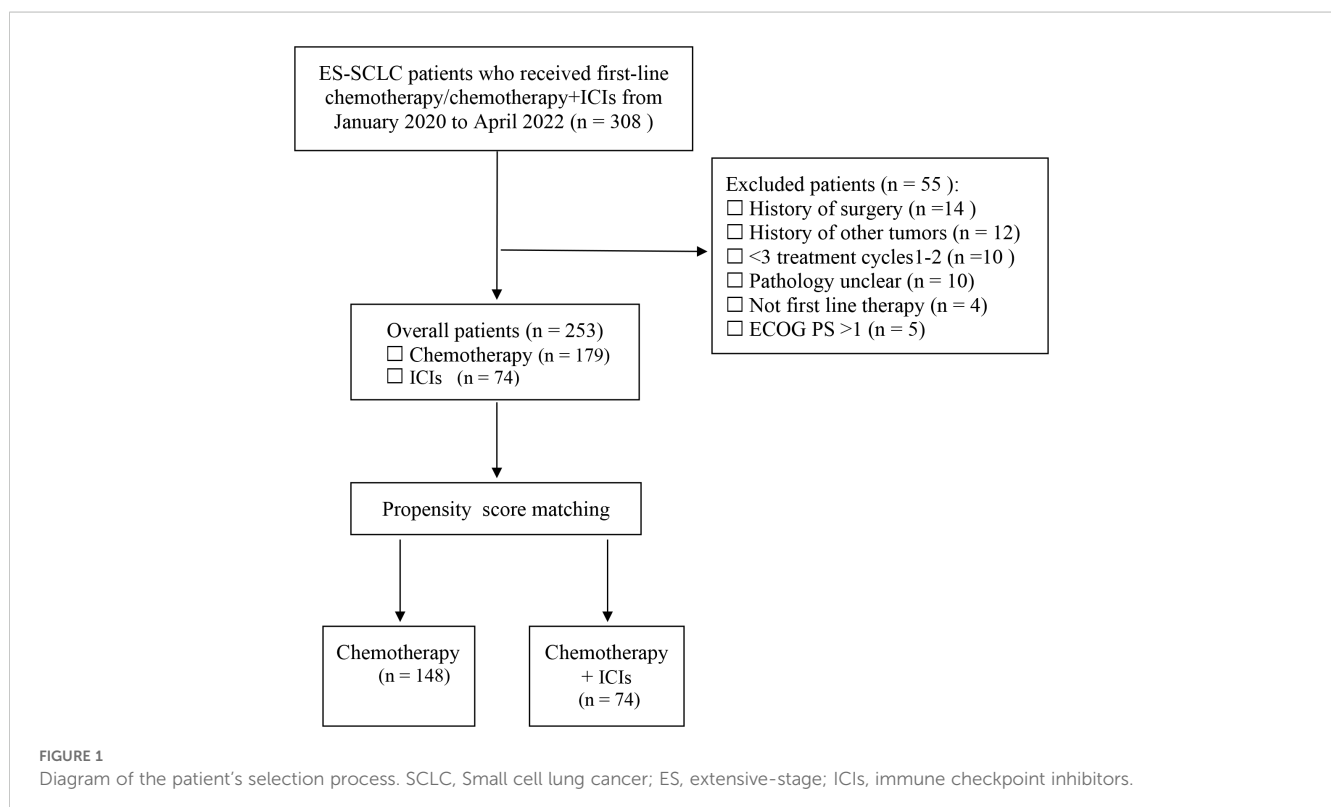 ES-SCLC patients who received first-line
chemotherapy/chemotherapy+ICIs from
January 2020 to April 2022 (n = 308 )
Excluded patients (n = 55 ):
☐ History of surgery (n =14 )
☐ History of other tumors (n = 12)
☐ <3 treatment cycles1-2 (n =10 )
☐ Pathology unclear (n = 10)
☐ Not first line therapy (n = 4)
☐ ECOG PS >1 (n = 5)
Overall patients (n = 253)
☐ Chemotherapy (n = 179)
☐ ICIs (n = 74)
Propensity score matching
Chemotherapy
(n = 148)
Chemotherapy
+ ICIs
(n = 74)
FIGURE 1
Diagram of the patient's selection process. SCLC, Small cell lung cancer; ES, extensive-stage; ICIs, immune checkpoint inhibitors.